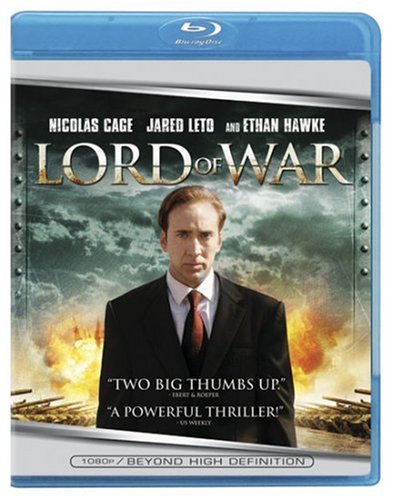 Blu-ray Disc
NICOLAS CAGE JARED LETO AND ETHAN HAWKE
LORD OF WAR
"TWO BIG THUMBS UP."
- EBERT & ROEPER
"A POWERFUL THRILLER!"
- US WEEKLY
1080p / BEYOND HIGH DEFINITION